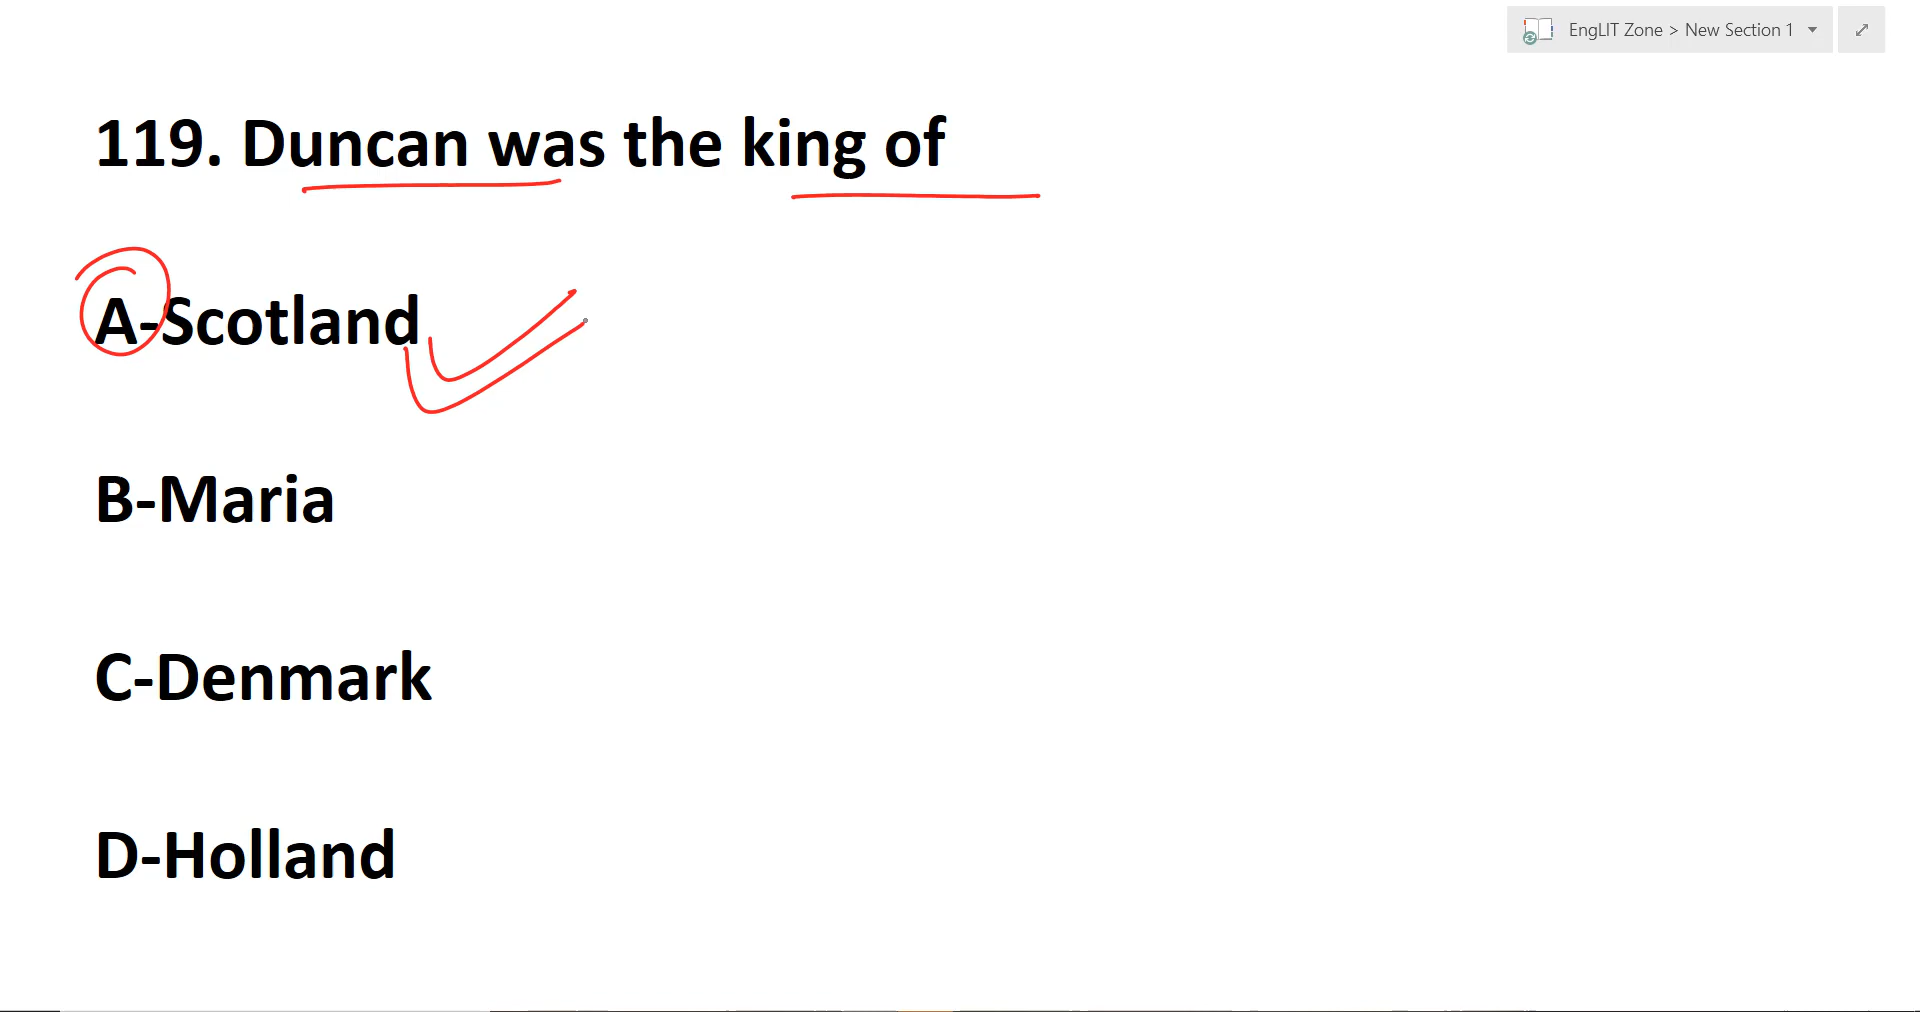 EngLIT Zone > New Section 1
119. Duncan was the king of
A-Scotland
B-Maria
C-Denmark
D-Holland